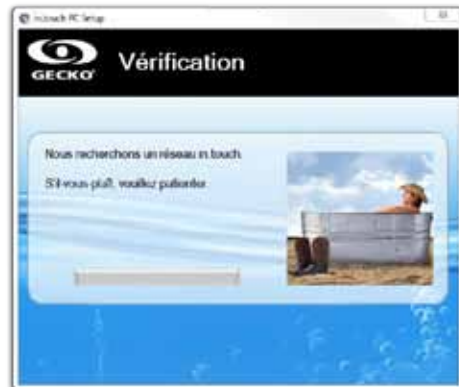 in.touch PC Setup
GECKO
Vérification
Nous recherchons un réseau in.touch.
S'il vous plaît, veuillez patienter.